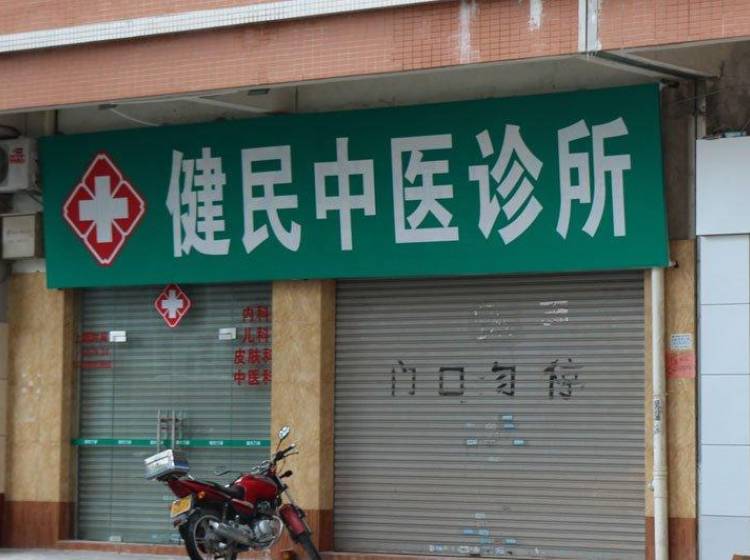 健民中医诊所
内科
儿科
皮肤科
中医科
门口勿停